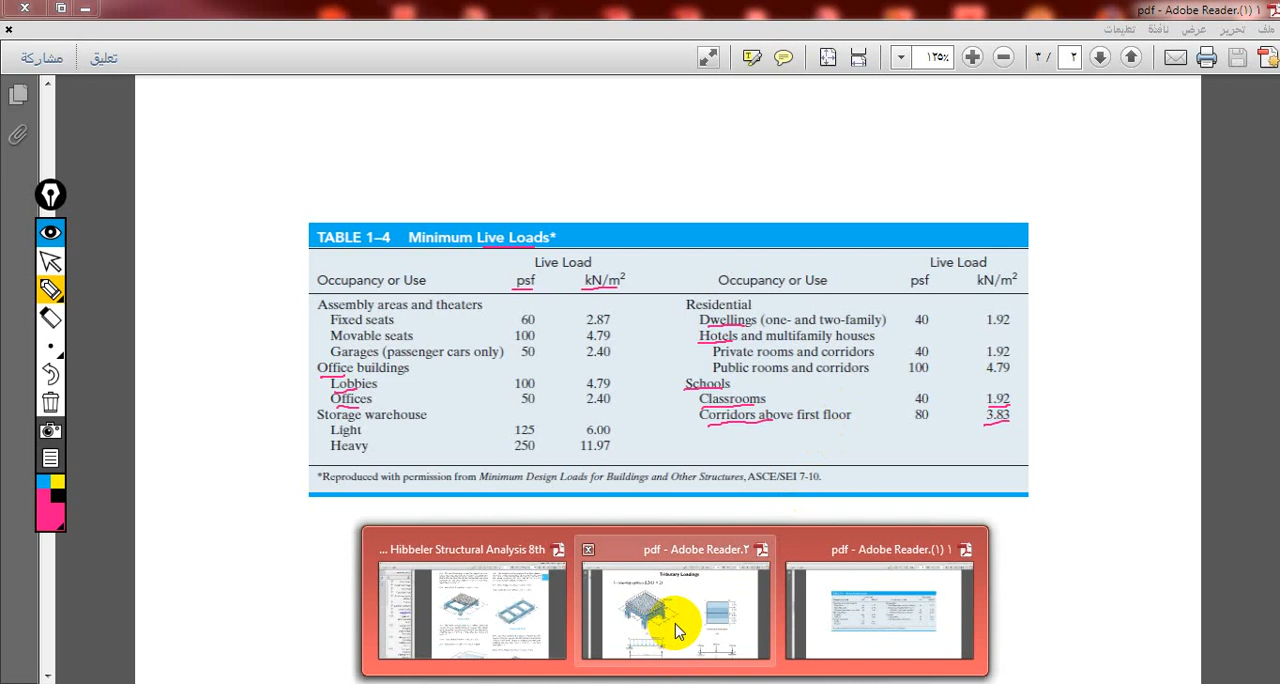 ١ (١).pdf - Adobe Reader
ملف تحرير عرض نافذة تعليمات
مشاركة
تعليق
١٢٥٪
٣ /
٢
TABLE 1–4 Minimum Live Loads*
Live Load
Live Load
Occupancy or Use psf kN/m²
Occupancy or Use psf kN/m²
Assembly areas and theaters
Fixed seats 60 2.87
Movable seats 100 4.79
Garages (passenger cars only) 50 2.40
Office buildings
Lobbies 100 4.79
Offices 50 2.40
Storage warehouse
Light 125 6.00
Heavy 250 11.97
Residential
Dwellings (one- and two-family) 40 1.92
Hotels and multifamily houses
Private rooms and corridors 40 1.92
Public rooms and corridors 100 4.79
Schools
Classrooms 40 1.92
Corridors above first floor 80 3.83
*Reproduced with permission from Minimum Design Loads for Buildings and Other Structures, ASCE/SEI 7-10.
... Hibbeler Structural Analysis 8th
٢.pdf - Adobe Reader
١ (١).pdf - Adobe Reader
Tributary Loadings